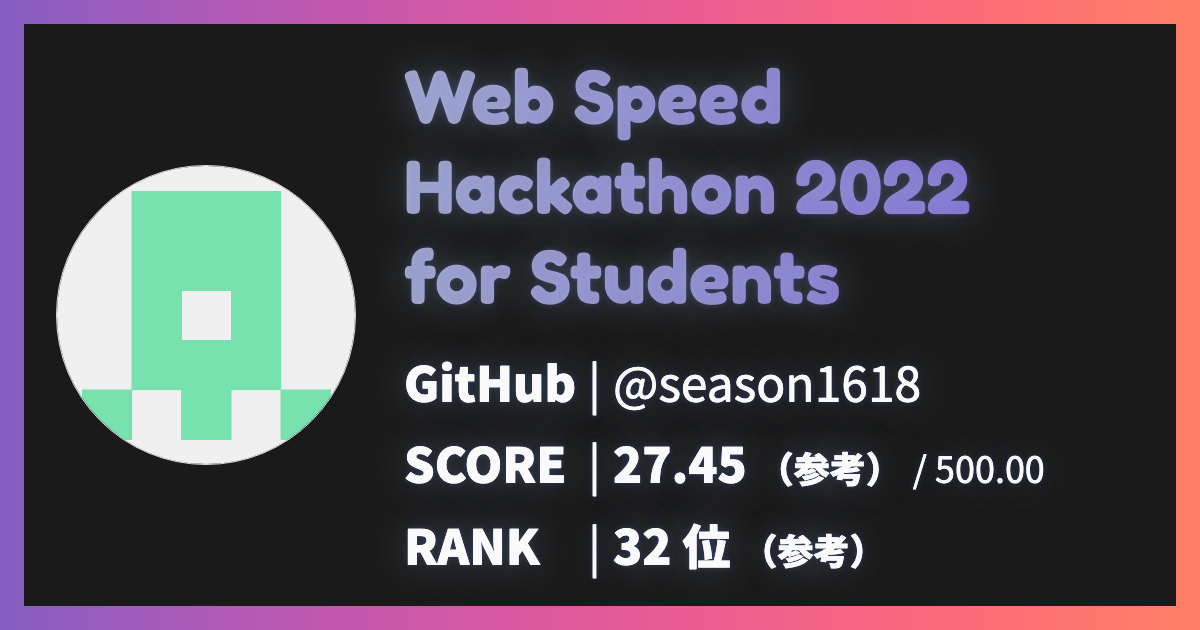 Web Speed
Hackathon 2022
for Students
GitHub | @season1618
SCORE | 27.45 （参考） / 500.00
RANK | 32 位 （参考）